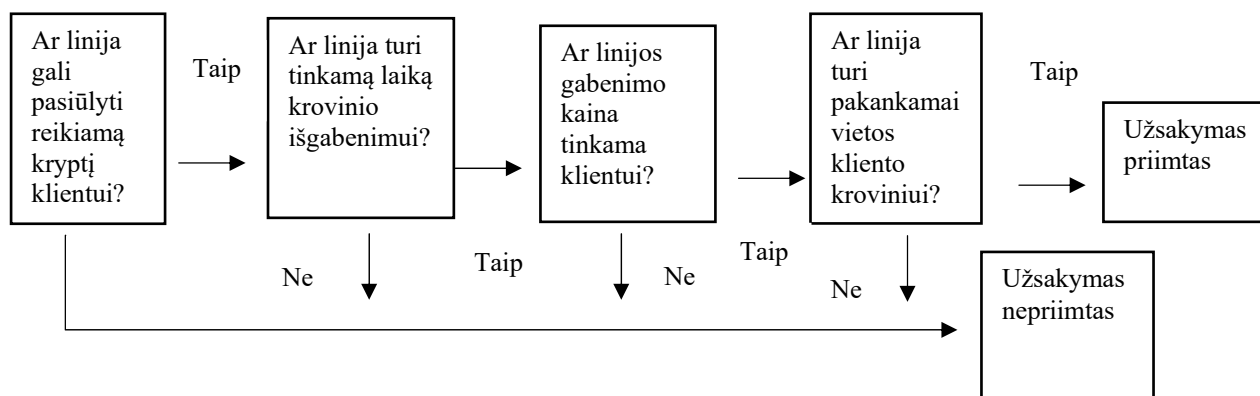 Ar linija
gali
pasiūlyti
reikiamą
kryptį
klientui?
Taip
Ar linija turi
tinkamą laiką
krovinio
išgabenimui?
Taip
Ar linijos
gabenimo
kaina
tinkama
klientui?
Taip
Ar linija
turi
pakankamai
vietos
kliento
kroviniui?
Taip
Užsakymas
priimtas
Ne
Ne
Ne
Užsakymas
nepriimtas